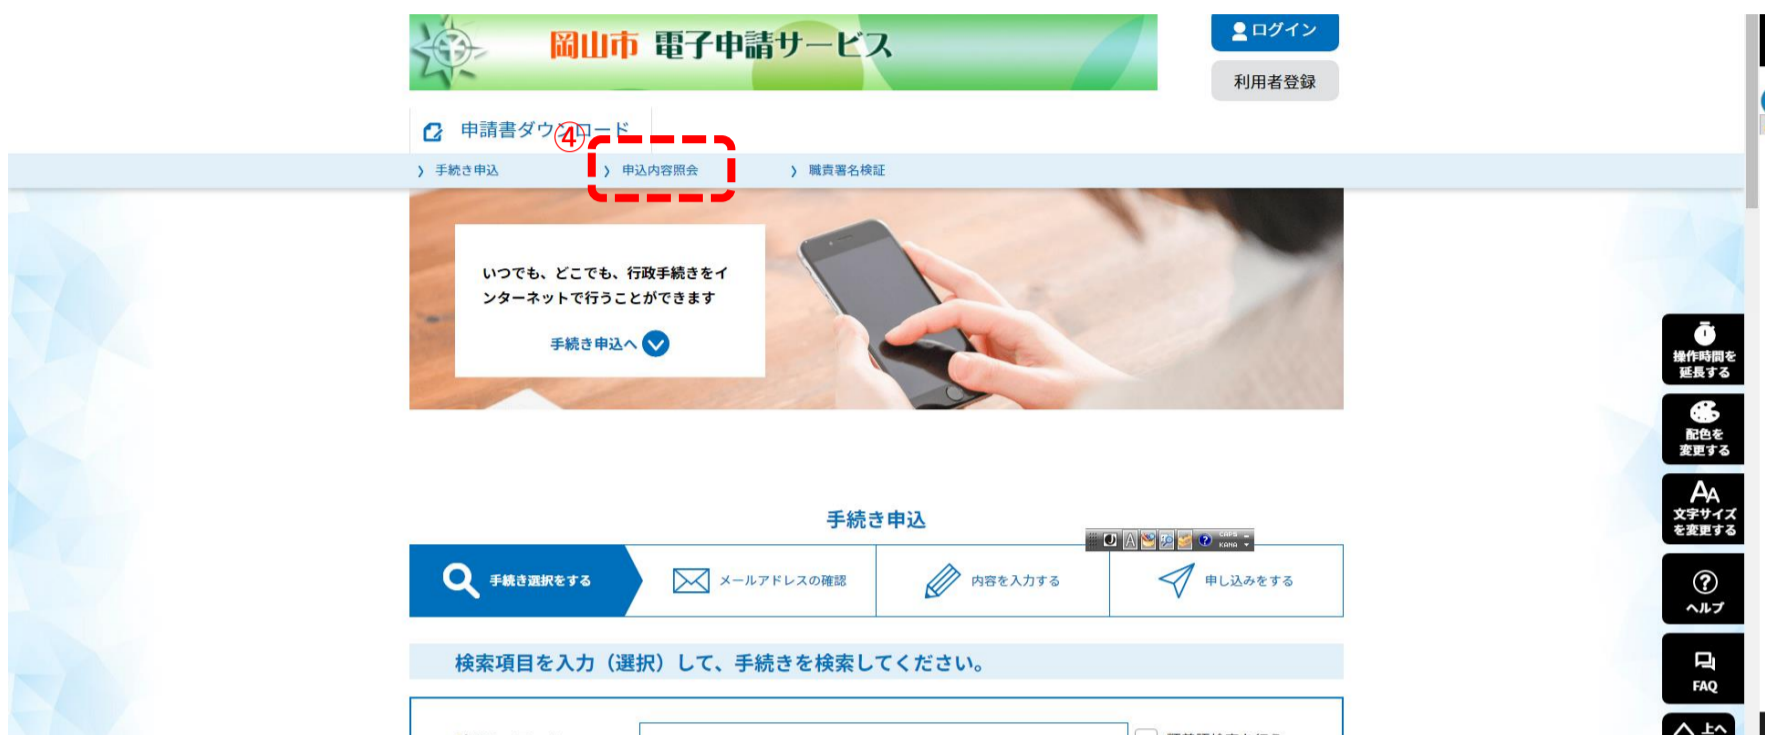 岡山市 電子申請サービス
ログイン
利用者登録
申請書ダウンロード
④
手続き申込
申込内容照会
職責署名検証
いつでも、どこでも、行政手続きをイ
ンターネットで行うことができます
手続き申込へ
操作時間を
延長する
配色を
変更する
AA
文字サイズ
を変更する
ヘルプ
FAQ
上へ
手続き申込
CAPS
KANA
手続き選択をする
メールアドレスの確認
内容を入力する
申し込みをする
検索項目を入力（選択）して、手続きを検索してください。